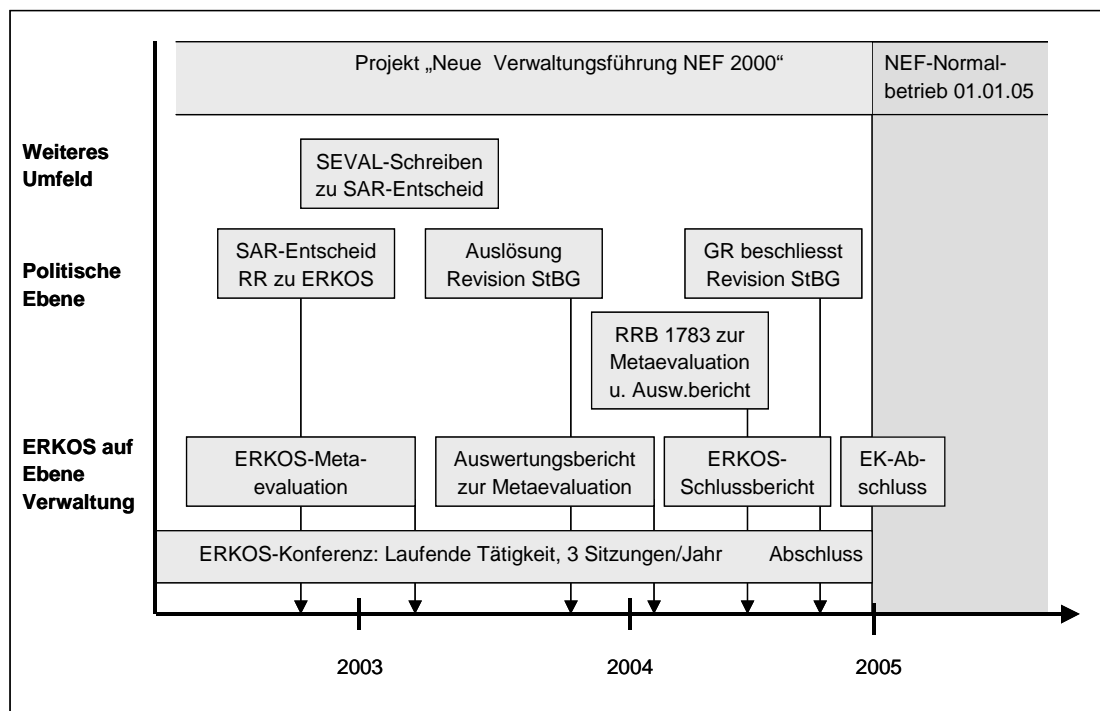 Projekt „Neue Verwaltungsführung NEF 2000“
NEF-Normal-
betrieb 01.01.05
Weiteres
Umfeld
SEVAL-Schreiben
zu SAR-Entscheid
Politische
Ebene
SAR-Entscheid
RR zu ERKOS
Auslösung
Revision StBG
GR beschliesst
Revision StBG
RRB 1783 zur
Metaevaluation
u. Ausw.bericht
ERKOS auf
Ebene
Verwaltung
ERKOS-Meta-
evaluation
Auswertungsbericht
zur Metaevaluation
ERKOS-
Schlussbericht
EK-Ab-
schluss
ERKOS-Konferenz: Laufende Tätigkeit, 3 Sitzungen/Jahr Abschluss
2003
2004
2005